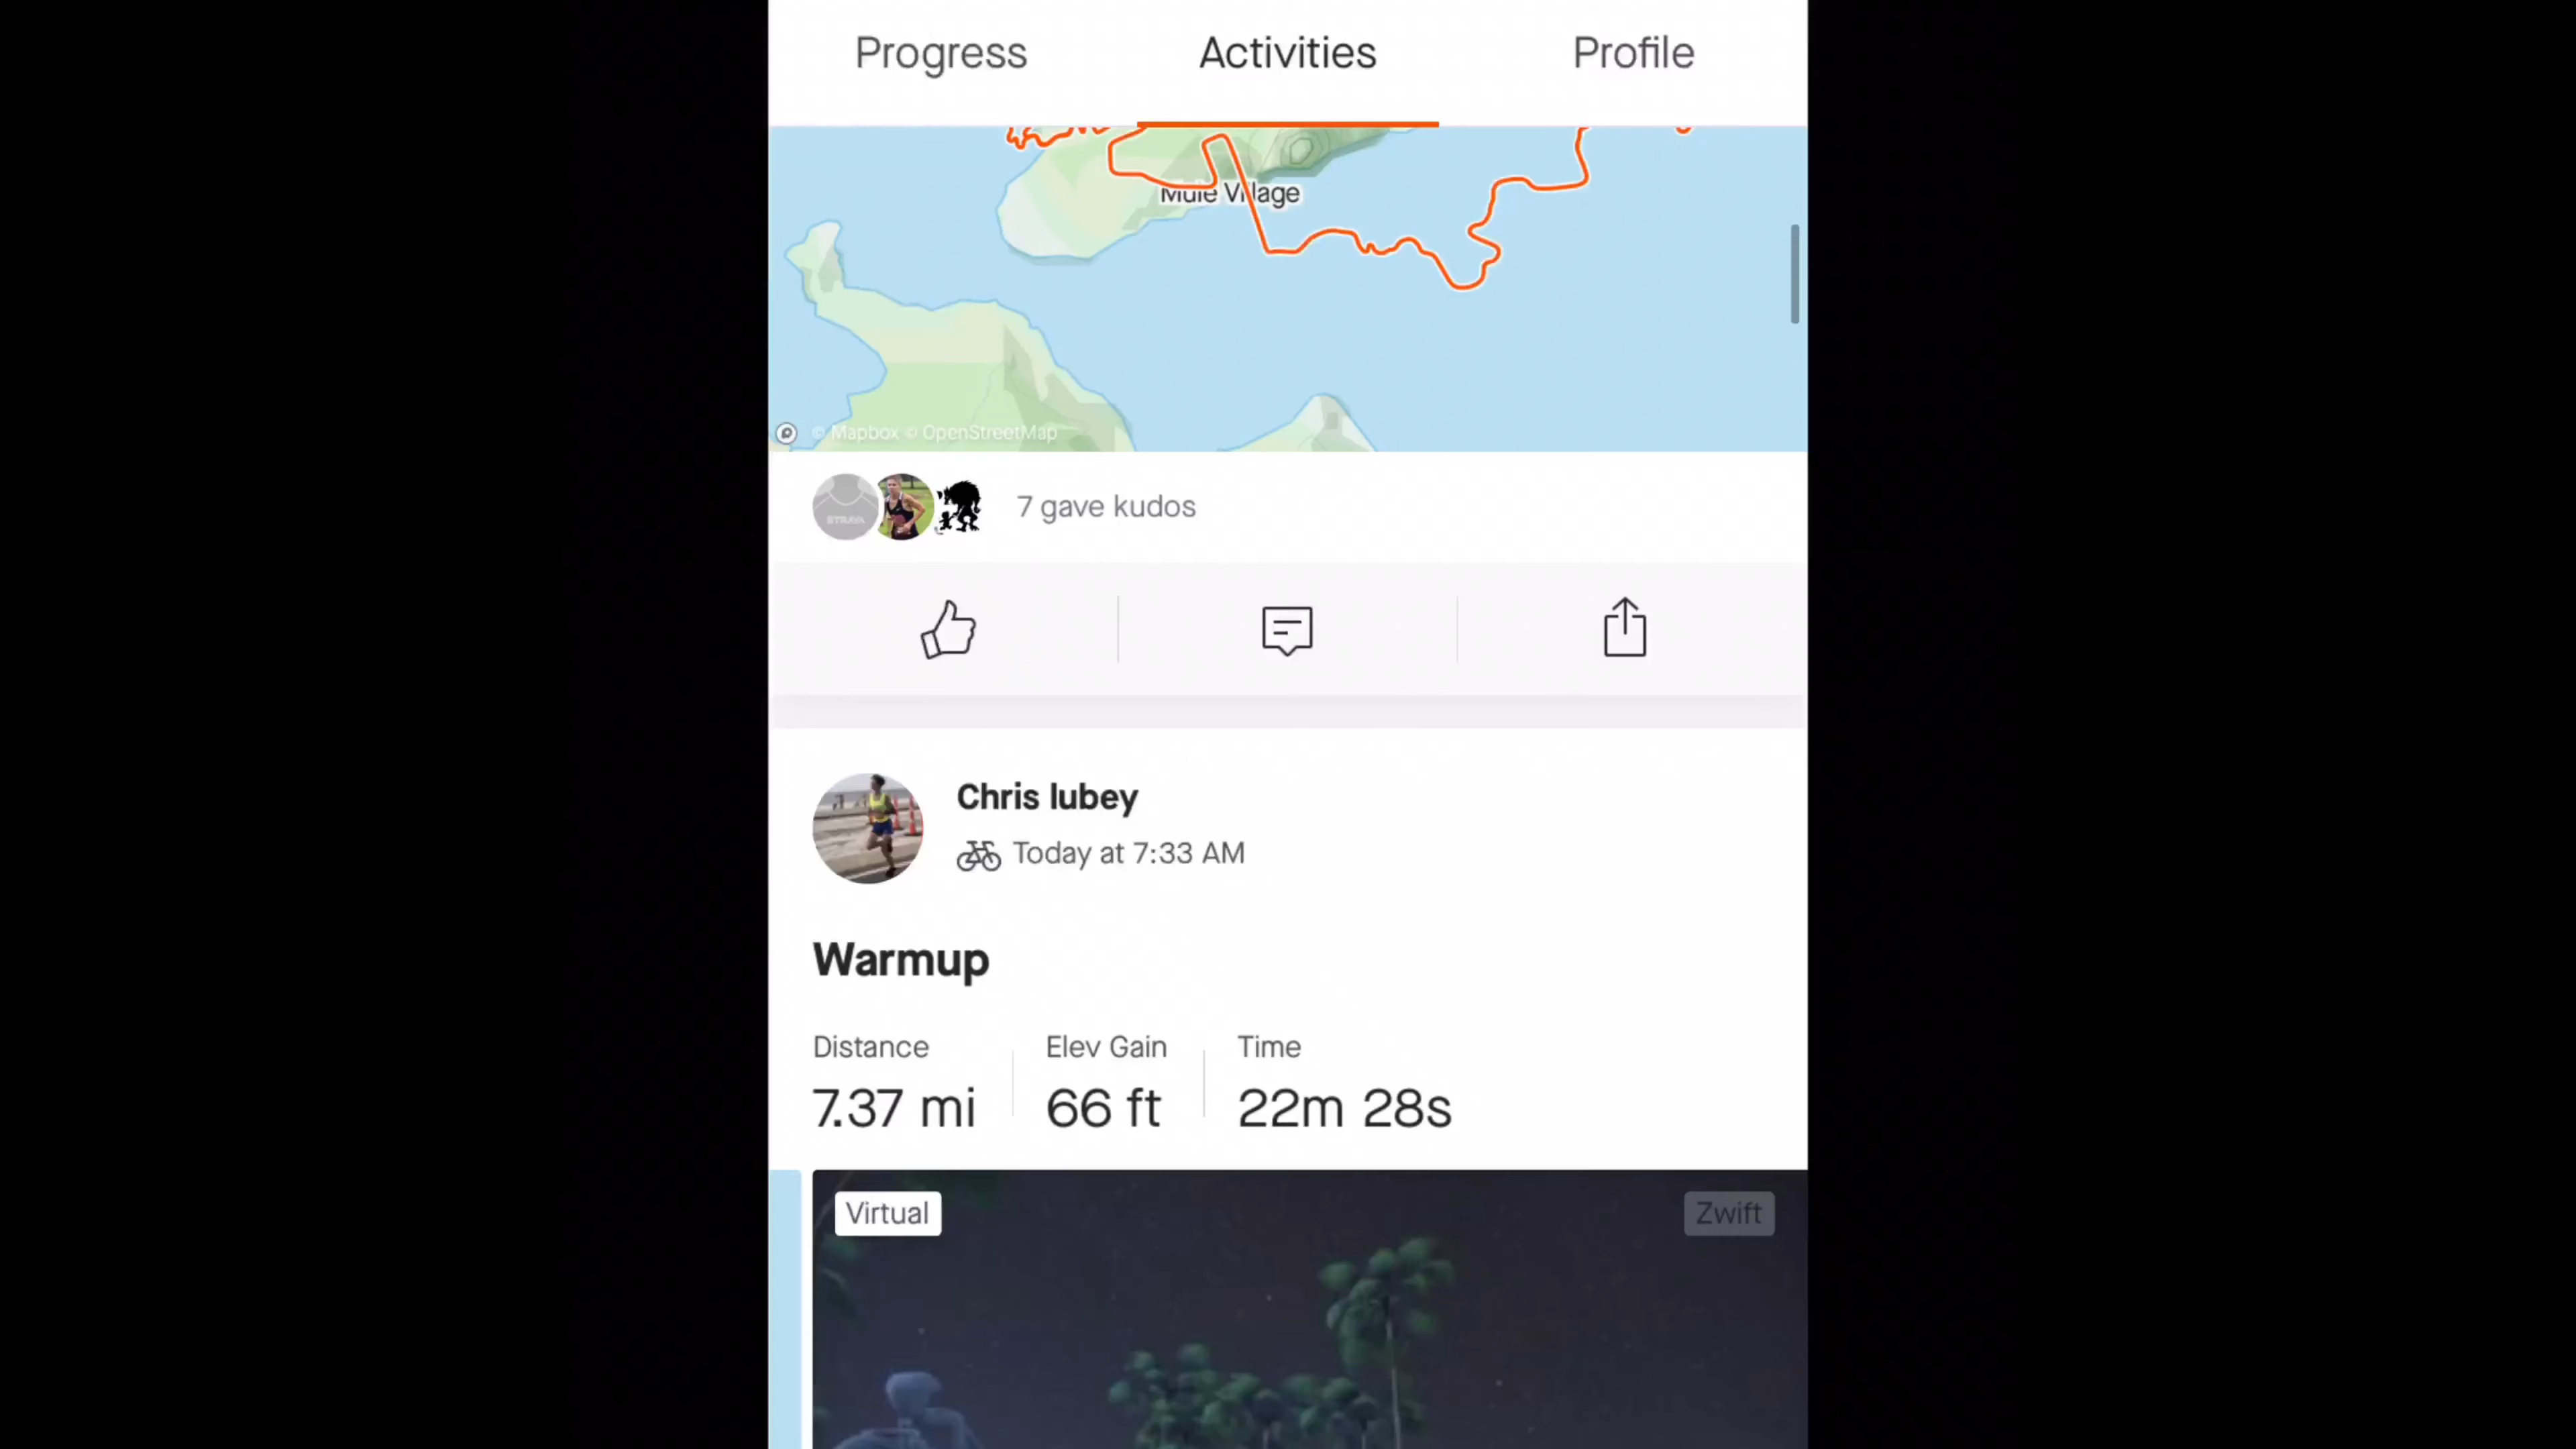 Progress Activities Profile
Mule Village
© Mapbox © OpenStreetMap
STRAVA
7 gave kudos
Chris lubey
Today at 7:33 AM
Warmup
Distance Elev Gain Time
7.37 mi 66 ft 22m 28s
Virtual Zwift